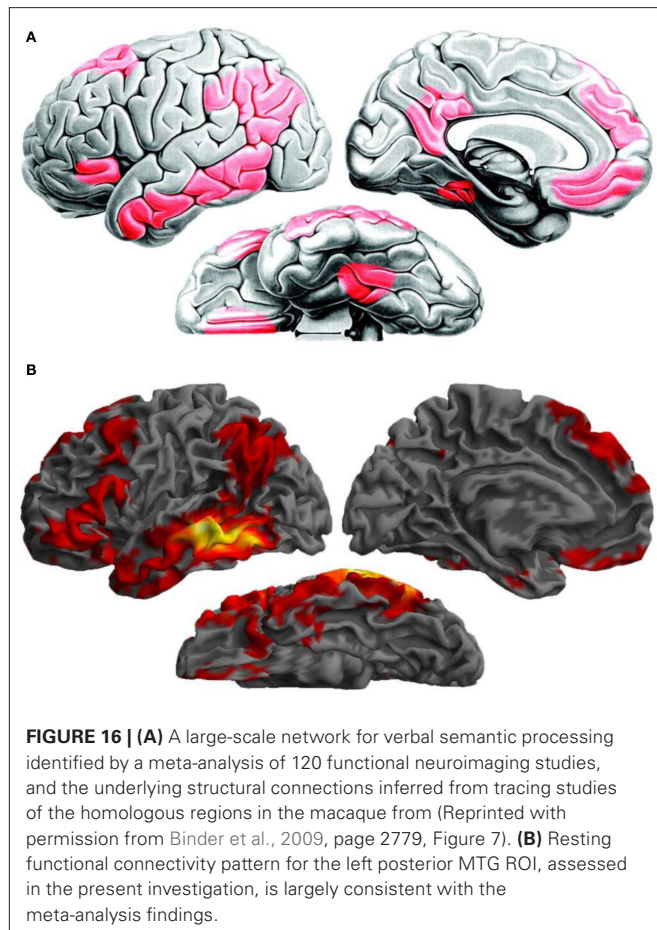 A
B
FIGURE 16 | (A) A large-scale network for verbal semantic processing
identified by a meta-analysis of 120 functional neuroimaging studies,
and the underlying structural connections inferred from tracing studies
of the homologous regions in the macaque from (Reprinted with
permission from Binder et al., 2009, page 2779, Figure 7). (B) Resting
functional connectivity pattern for the left posterior MTG ROI, assessed
in the present investigation, is largely consistent with the
meta-analysis findings.